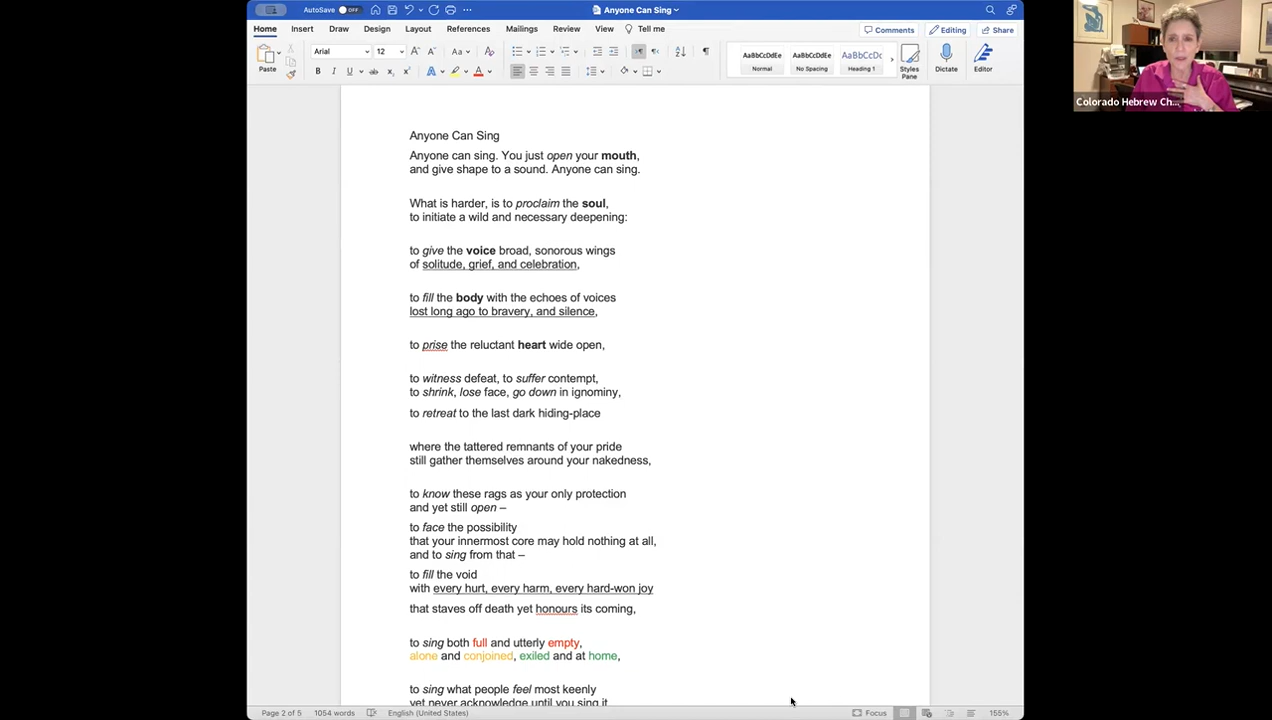 AutoSave OFF
Anyone Can Sing
Home Insert Draw Design Layout References Mailings Review View Tell me
Comments Editing Share
Paste
Arial 12
AaBbCcDdEe AaBbCcDdEe AaBbCcDc
Normal No Spacing Heading 1
Styles Pane
Dictate
Editor
Colorado Hebrew Ch...
Anyone Can Sing
Anyone can sing. You just open your mouth,
and give shape to a sound. Anyone can sing.
What is harder, is to proclaim the soul,
to initiate a wild and necessary deepening:
to give the voice broad, sonorous wings
of solitude, grief, and celebration,
to fill the body with the echoes of voices
lost long ago to bravery, and silence,
to prise the reluctant heart wide open,
to witness defeat, to suffer contempt,
to shrink, lose face, go down in ignominy,
to retreat to the last dark hiding-place
where the tattered remnants of your pride
still gather themselves around your nakedness,
to know these rags as your only protection
and yet still open –
to face the possibility
that your innermost core may hold nothing at all,
and to sing from that –
to fill the void
with every hurt, every harm, every hard-won joy
that staves off death yet honours its coming,
to sing both full and utterly empty,
alone and conjoined, exiled and at home,
to sing what people feel most keenly
yet never acknowledge until you sing it
Page 2 of 5 1054 words English (United States) Focus 155%